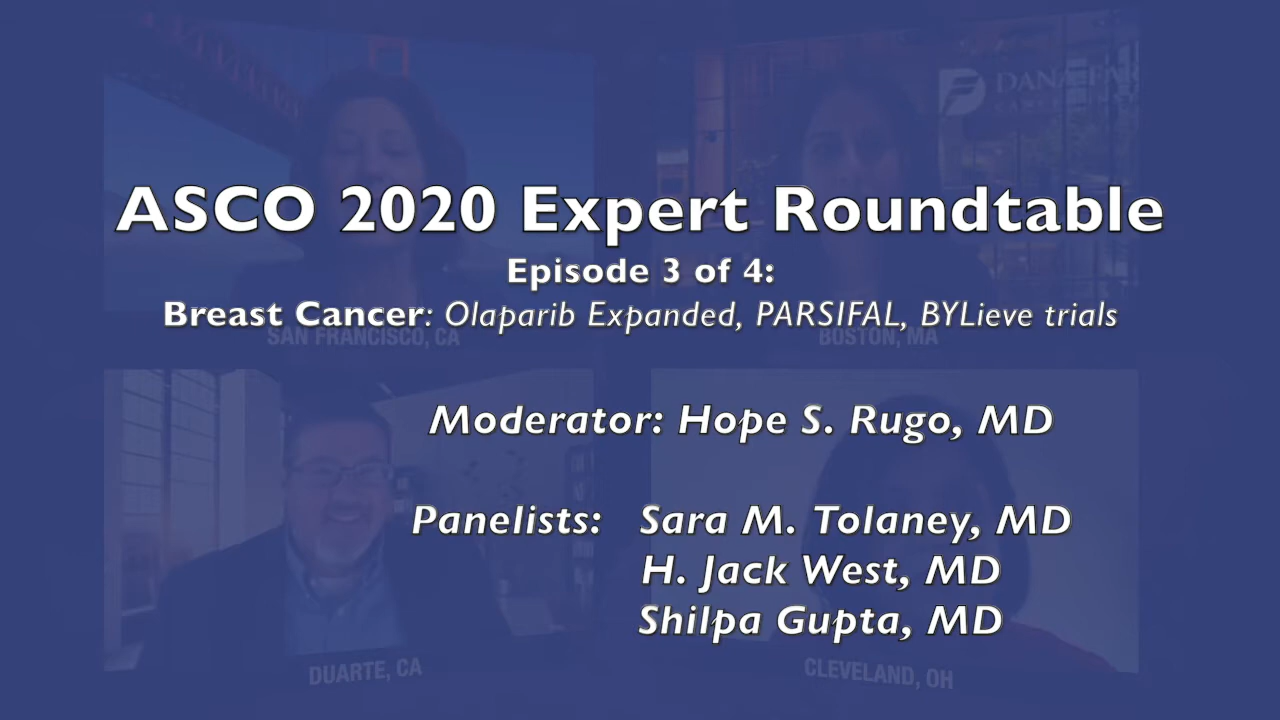 DANA
ASCO 2020 Expert Roundtable
Episode 3 of 4:
Breast Cancer: Olaparib Expanded, PARSIFAL, BYLieve trials
SAN FRANCISCO, CA
BOSTON, MA
Moderator: Hope S. Rugo, MD
Panelists: Sara M. Tolaney, MD
H. Jack West, MD
Shilpa Gupta, MD
DUARTE, CA
CLEVELAND, OH